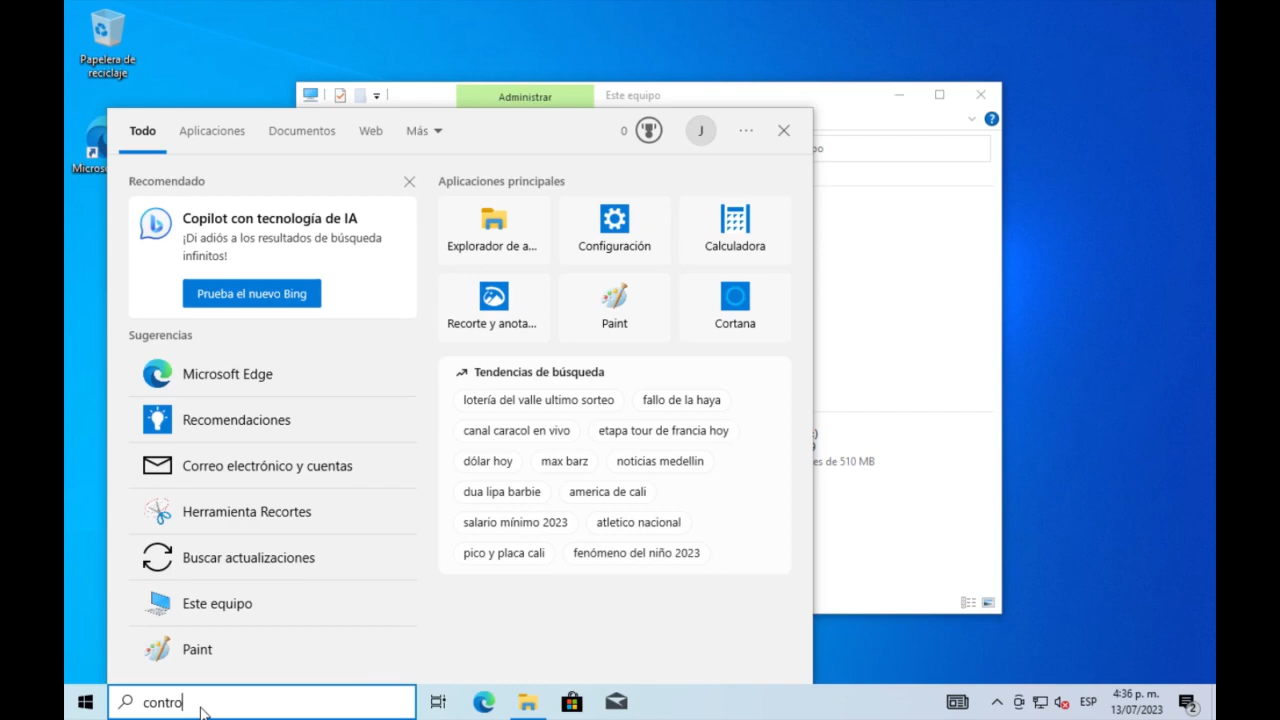 Papelera de
reciclaje
Micros
Administrar
Este equipo
Todo
Aplicaciones
Documentos
Web
Más
0
J
Recomendado
Copilot con tecnología de IA
¡Di adiós a los resultados de búsqueda
infinitos!
Prueba el nuevo Bing
Sugerencias
Microsoft Edge
Recomendaciones
Correo electrónico y cuentas
Herramienta Recortes
Buscar actualizaciones
Este equipo
Paint
Aplicaciones principales
Explorador de a...
Configuración
Calculadora
Recorte y anota...
Paint
Cortana
Tendencias de búsqueda
lotería del valle ultimo sorteo
fallo de la haya
canal caracol en vivo
etapa tour de francia hoy
dólar hoy
max barz
noticias medellin
dua lipa barbie
america de cali
salario mínimo 2023
atletico nacional
pico y placa cali
fenómeno del niño 2023
es de 510 MB
contro
ESP
4:36 p. m.
13/07/2023
2